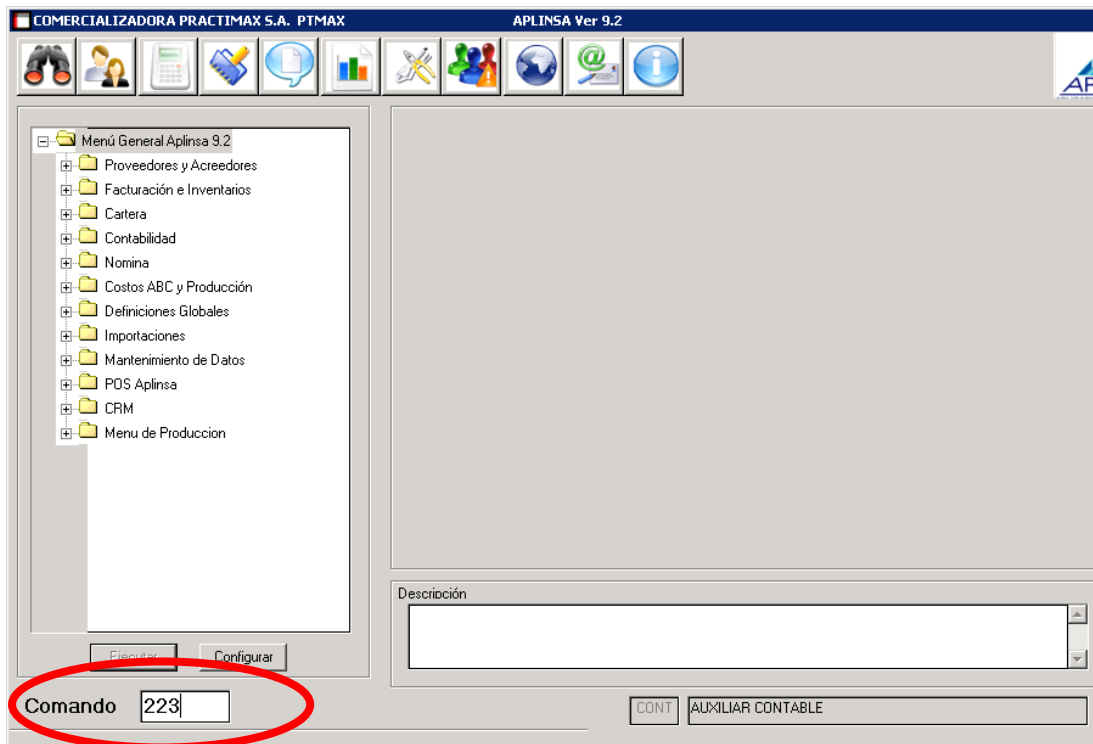 COMERCIALIZADORA PRACTIMAX S.A. PTMAX APLINSA Ver 9.2
Menú General Aplinsa 9.2
Proveedores y Acreedores
Facturación e Inventarios
Cartera
Contabilidad
Nomina
Costos ABC y Producción
Definiciones Globales
Importaciones
Mantenimiento de Datos
POS Aplinsa
CRM
Menu de Produccion
Descripción
Ejecutar Configurar
Comando 223
CONT AUXILIAR CONTABLE